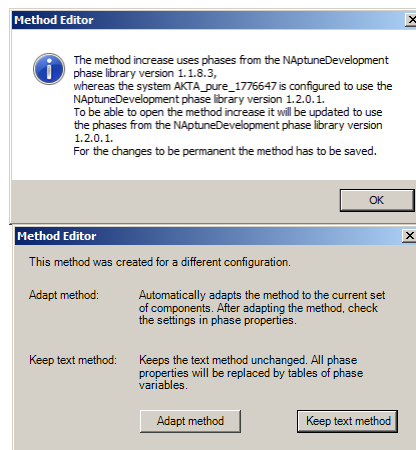 Method Editor
The method increase uses phases from the NAptuneDevelopment
phase library version 1.1.8.3,
whereas the system AKTA_pure_1776647 is configured to use the
NAptuneDevelopment phase library version 1.2.0.1.
To be able to open the method increase it will be updated to use
the phases from the NAptuneDevelopment phase library version
1.2.0.1.
For the changes to be permanent the method has to be saved.
OK
Method Editor
This method was created for a different configuration.
Adapt method: Automatically adapts the method to the current set
of components. After adapting the method, check
the settings in phase properties.
Keep text method: Keeps the text method unchanged. All phase
properties will be replaced by tables of phase
variables.
Adapt method Keep text method